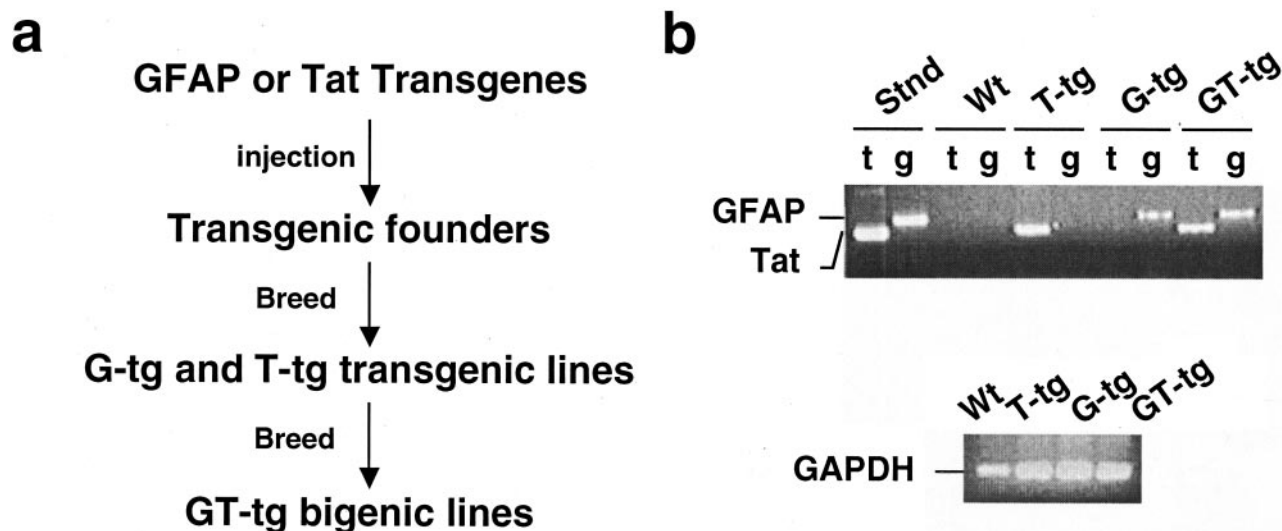 a
GFAP or Tat Transgenes
injection
Transgenic founders
Breed
G-tg and T-tg transgenic lines
Breed
GT-tg bigenic lines
b
Stnd Wt T-tg G-tg GT-tg
t g t g t g t g t g
GFAP
Tat
Wt T-tg G-tg GT-tg
GAPDH